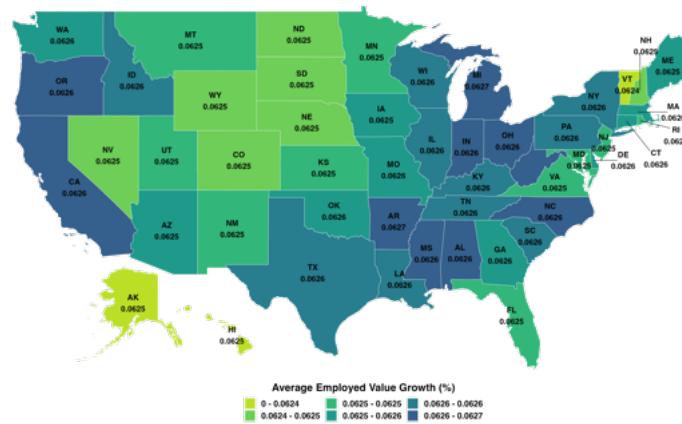 WA
0.0626
MT
0.0625
ND
0.0625
MN
0.0625
NH
0.0625
ME
0.0626
VT
0.0624
OR
0.0626
ID
0.0626
SD
0.0625
WI
0.0626
MI
0.0627
NY
0.0626
MA
0.0626
RI
CT
0.0626
WY
0.0625
IA
0.0625
NE
0.0625
PA
0.0626
NJ
0.0625
NV
0.0625
UT
0.0625
CO
0.0625
KS
0.0625
MO
0.0626
IL
0.0626
IN
0.0626
OH
0.0626
MD
0.0625
DE
0.0626
CA
0.0626
KY
0.0626
VA
0.0625
AZ
0.0625
NM
0.0625
OK
0.0626
AR
0.0627
TN
0.0626
NC
0.0626
SC
0.0626
MS
0.0626
AL
0.0626
GA
0.0626
TX
0.0626
LA
0.0626
FL
0.0625
AK
0.0625
HI
0.0625
Average Employed Value Growth (%)
0 - 0.0624 0.0625 - 0.0625 0.0626 - 0.0626
0.0624 - 0.0625 0.0625 - 0.0626 0.0626 - 0.0627